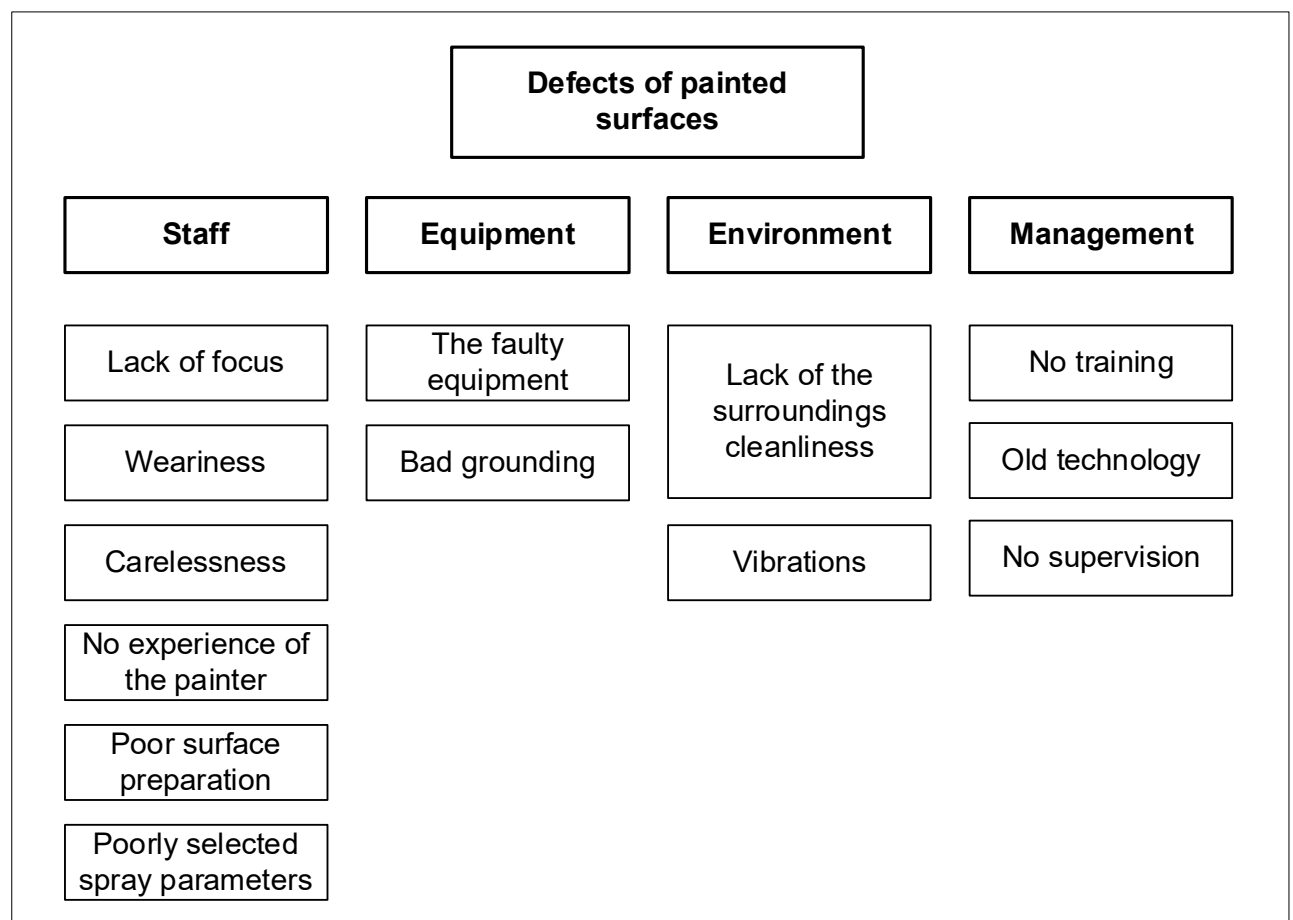 Defects of painted
surfaces
Staff
Equipment
Environment
Management
Lack of focus
Weariness
Carelessness
No experience of
the painter
Poor surface
preparation
Poorly selected
spray parameters
The faulty
equipment
Bad grounding
Lack of the
surroundings
cleanliness
Vibrations
No training
Old technology
No supervision